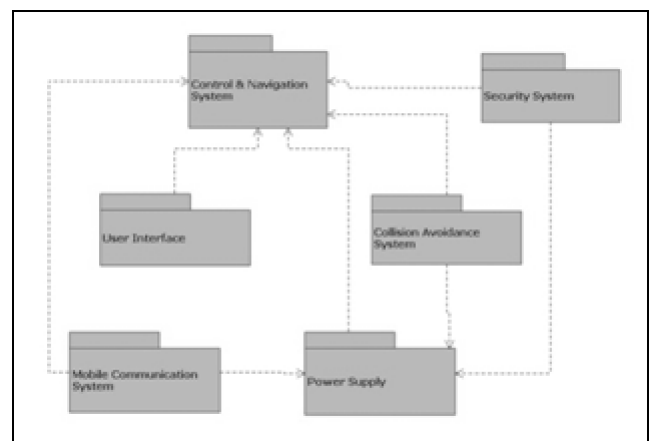 Control & Navigation
System
Security System
User Interface
Collision Avoidance
System
Mobile Communication
System
Power Supply